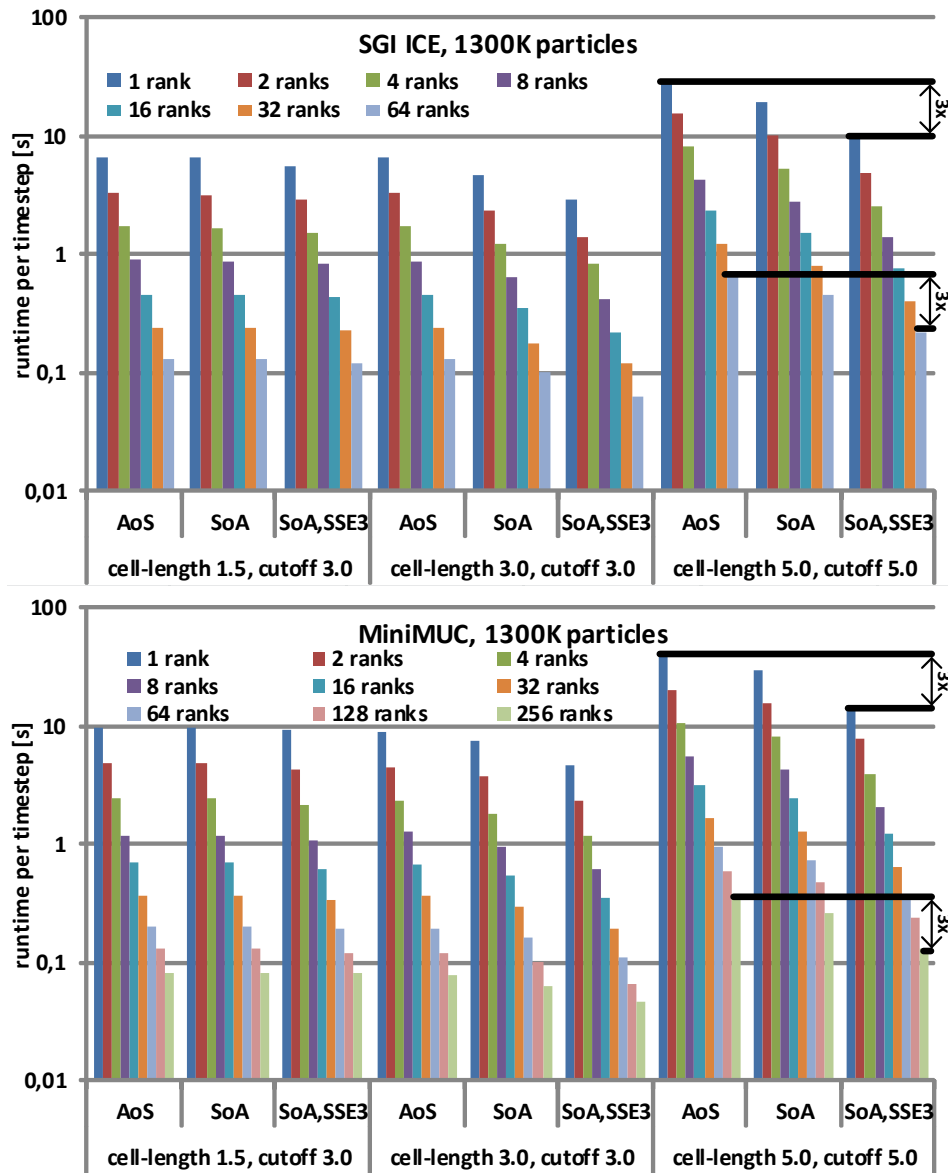 SGI ICE, 1300K particles
1 rank 2 ranks 4 ranks 8 ranks
16 ranks 32 ranks 64 ranks
runtime per timestep [s]
100
10
1
0,1
0,01
3x
3x
AoS SoA SoA,SSE3 AoS SoA SoA,SSE3 AoS SoA SoA,SSE3
cell-length 1.5, cutoff 3.0 cell-length 3.0, cutoff 3.0 cell-length 5.0, cutoff 5.0
MiniMUC, 1300K particles
1 rank 2 ranks 4 ranks
8 ranks 16 ranks 32 ranks
64 ranks 128 ranks 256 ranks
runtime per timestep [s]
100
10
1
0,1
0,01
3x
3x
AoS SoA SoA,SSE3 AoS SoA SoA,SSE3 AoS SoA SoA,SSE3
cell-length 1.5, cutoff 3.0 cell-length 3.0, cutoff 3.0 cell-length 5.0, cutoff 5.0